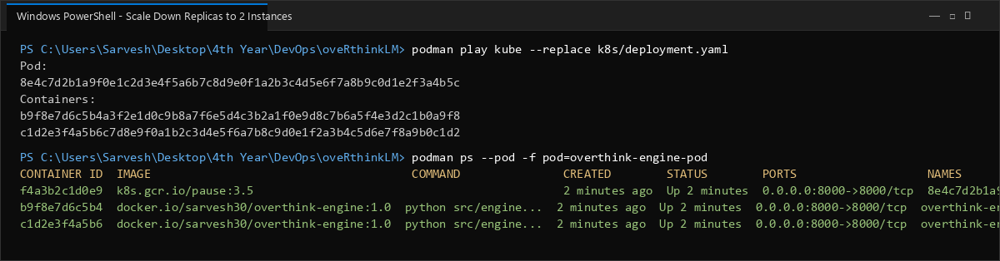 Windows PowerShell - Scale Down Replicas to 2 Instances
PS C:\Users\Sarvesh\Desktop\4th Year\DevOps\oveRthinkLM> podman play kube --replace k8s/deployment.yaml
Pod:
8e4c7d2b1a9f0e1c2d3e4f5a6b7c8d9e0f1a2b3c4d5e6f7a8b9c0d1e2f3a4b5c
Containers:
b9f8e7d6c5b4a3f2e1d0c9b8a7f6e5d4c3b2a1f0e9d8c7b6a5f4e3d2c1b0a9f8
c1d2e3f4a5b6c7d8e9f0a1b2c3d4e5f6a7b8c9d0e1f2a3b4c5d6e7f8a9b0c1d2
PS C:\Users\Sarvesh\Desktop\4th Year\DevOps\oveRthinkLM> podman ps --pod -f pod=overthink-engine-pod
CONTAINER ID  IMAGE                                      COMMAND               CREATED        STATUS        PORTS                   NAMES
f4a3b2c1d0e9  k8s.gcr.io/pause:3.5                                             2 minutes ago  Up 2 minutes  0.0.0.0:8000->8000/tcp  8e4c7d2b1a9
b9f8e7d6c5b4  docker.io/sarvesh30/overthink-engine:1.0  python src/engine...  2 minutes ago  Up 2 minutes  0.0.0.0:8000->8000/tcp  overthink-e
c1d2e3f4a5b6  docker.io/sarvesh30/overthink-engine:1.0  python src/engine...  2 minutes ago  Up 2 minutes  0.0.0.0:8000->8000/tcp  overthink-e